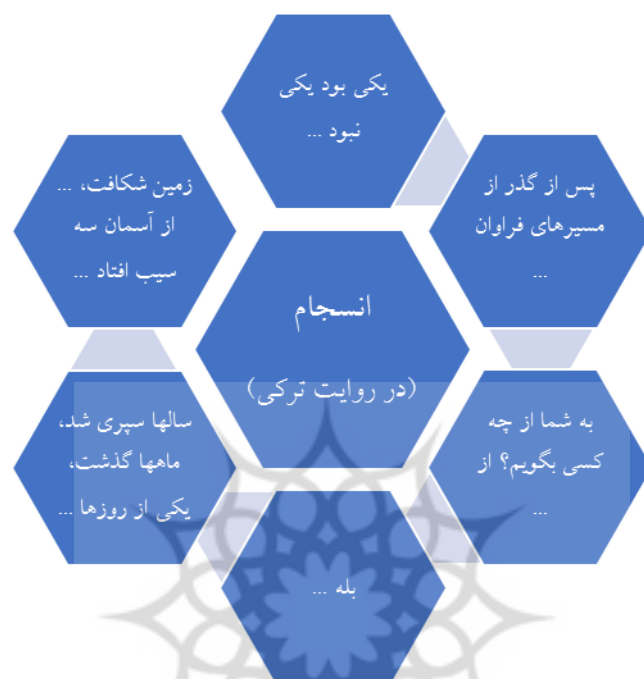 یکی بود یکی
نبود ...
پس از گذر از
مسیرهای فراوان
...
به شما از چه
کسی بگویم؟ از
...
بله ...
سالها سپری شد،
ماهها گذشت،
یکی از روزها ...
زمین شکافت، ...
از آسمان سه
سیب افتاد ...
انسجام
(در روایت ترکی)